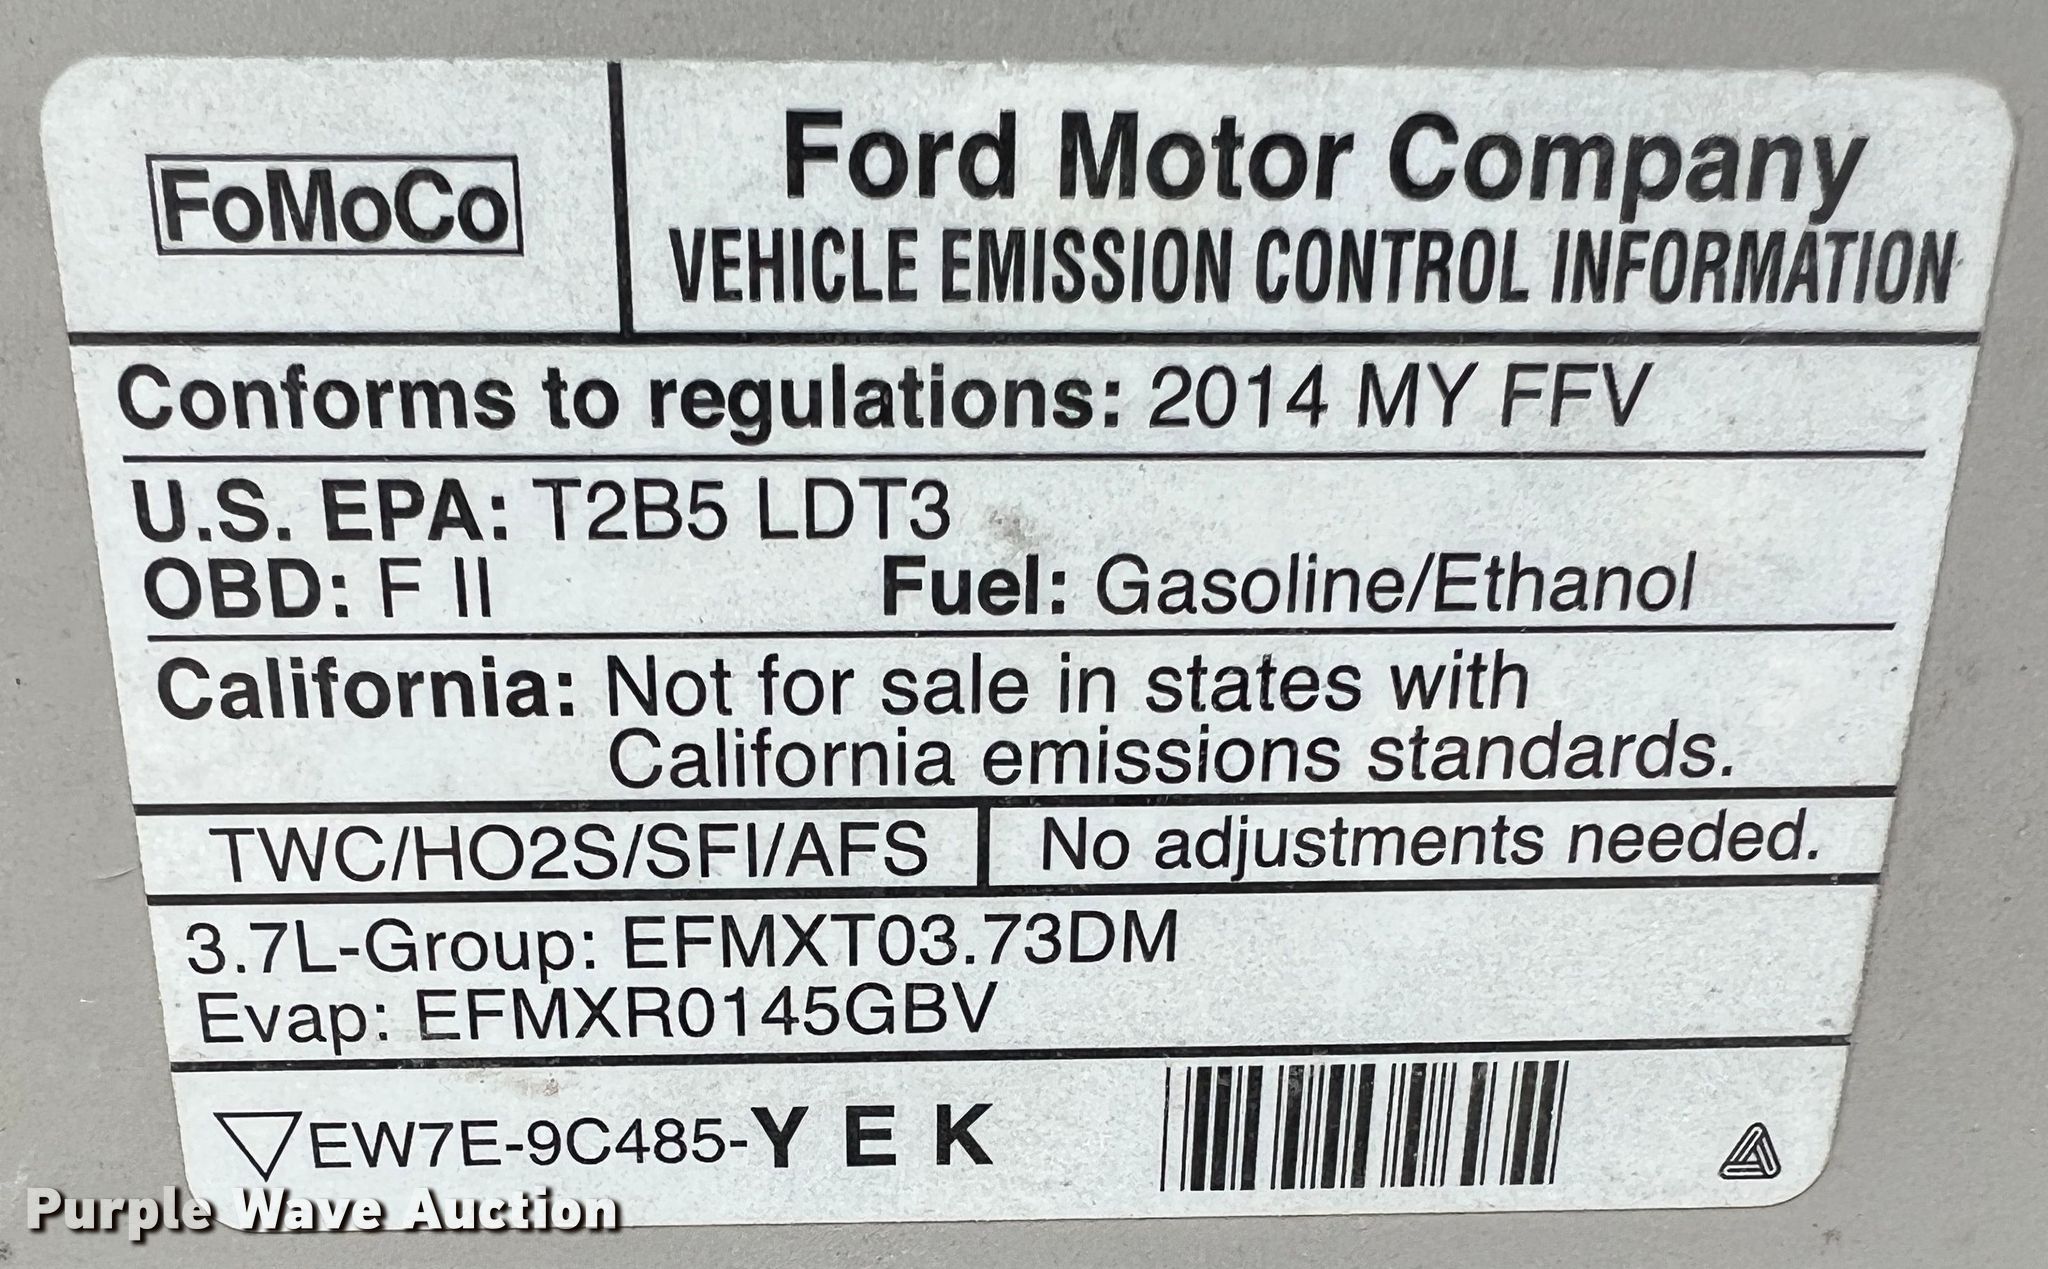 FoMoCo
Ford Motor Company
VEHICLE EMISSION CONTROL INFORMATION
Conforms to regulations: 2014 MY FFV
U.S. EPA: T2B5 LDT3
OBD: F II Fuel: Gasoline/Ethanol
California: Not for sale in states with
California emissions standards.
TWC/HO2S/SFI/AFS No adjustments needed.
3.7L-Group: EFMXT03.73DM
Evap: EFMXR0145GBV
EW7E-9C485-Y E K
Purple Wave Auction